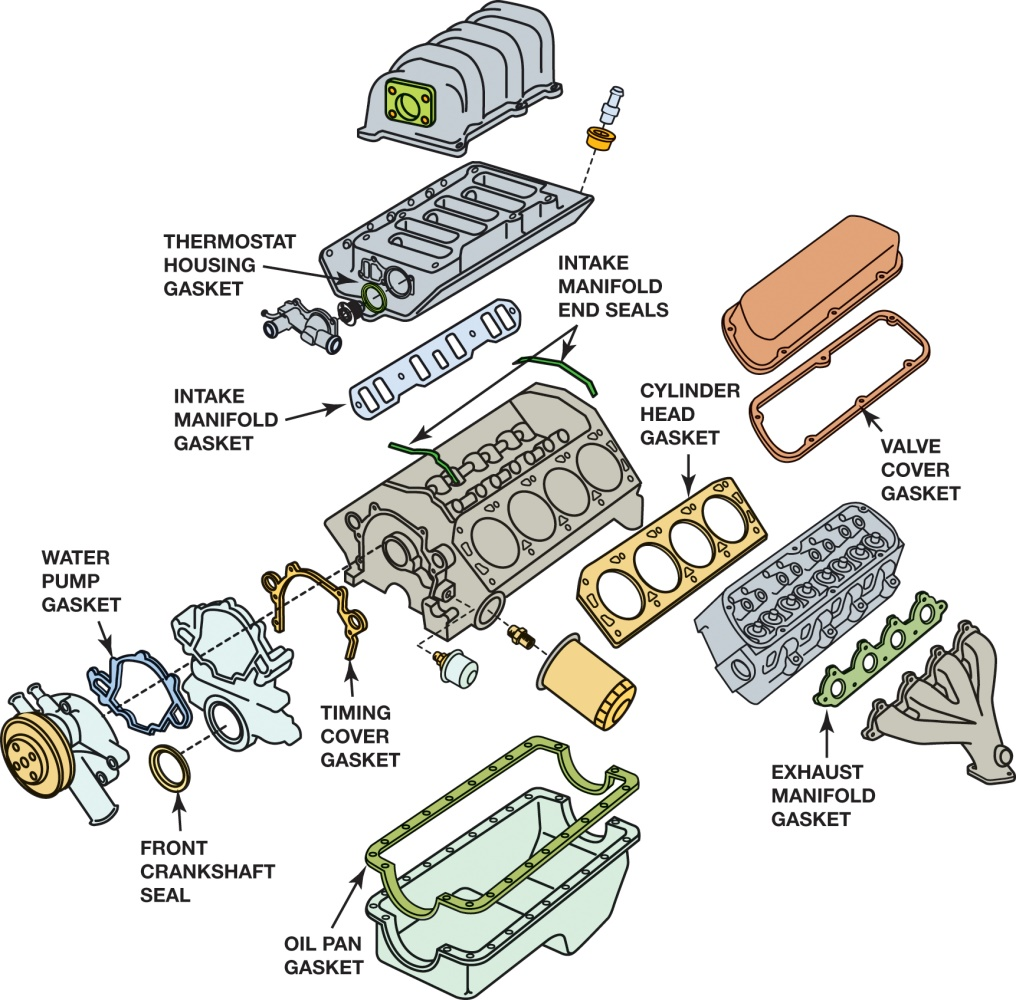 THERMOSTAT
HOUSING
GASKET
INTAKE
MANIFOLD
END SEALS
INTAKE
MANIFOLD
GASKET
CYLINDER
HEAD
GASKET
VALVE
COVER
GASKET
WATER
PUMP
GASKET
TIMING
COVER
GASKET
EXHAUST
MANIFOLD
GASKET
FRONT
CRANKSHAFT
SEAL
OIL PAN
GASKET